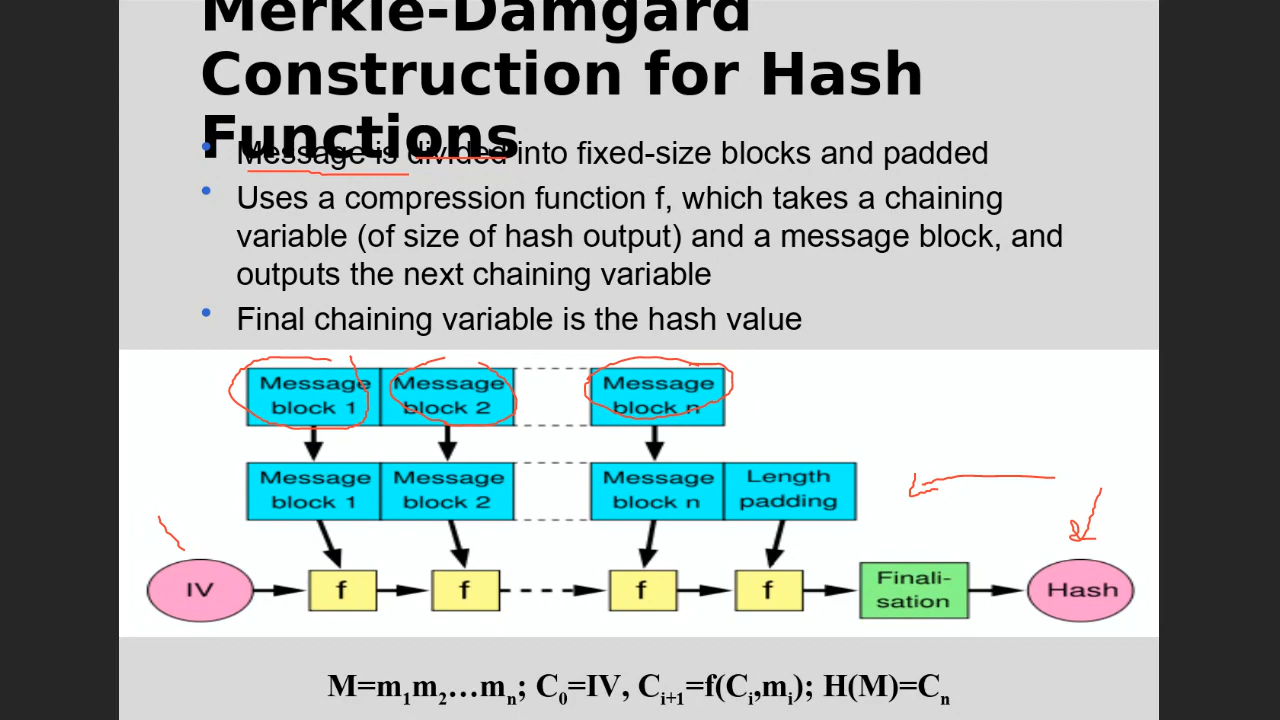 Merkle-Damgard
Construction for Hash
Functions
Message is divided into fixed-size blocks and padded
Uses a compression function f, which takes a chaining
variable (of size of hash output) and a message block, and
outputs the next chaining variable
Final chaining variable is the hash value
Message block 1
Message block 2
Message block n
Message block 1
Message block 2
Message block n
Length padding
IV
f
f
f
f
Finali-
sation
Hash
M=m1m2…mn; C0=IV, Ci+1=f(Ci,mi); H(M)=Cn